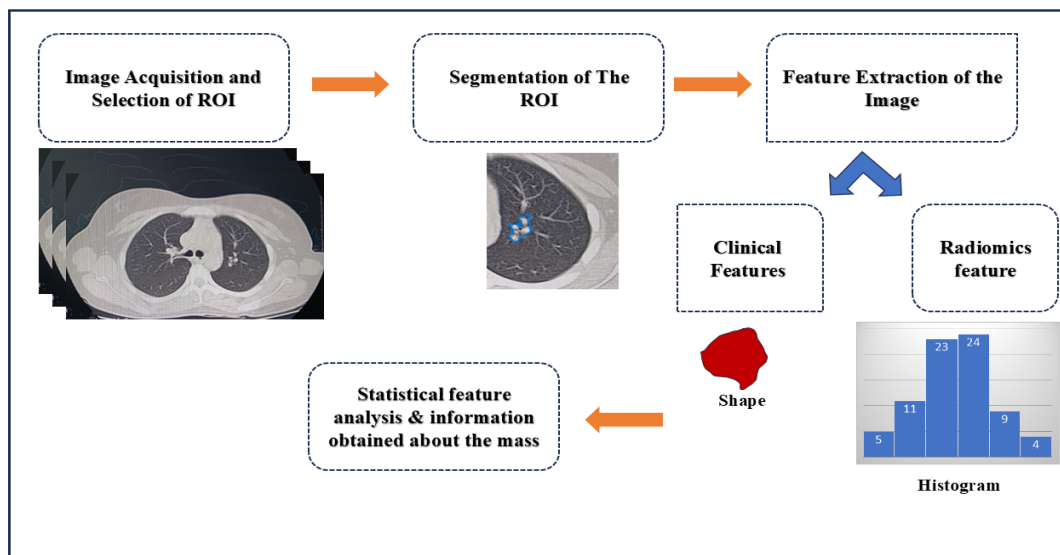 Image Acquisition and
Selection of ROI
Segmentation of The
ROI
Feature Extraction of the
Image
Clinical
Features
Radiomics
feature
Shape
5
11
23
24
9
4
Histogram
Statistical feature
analysis & information
obtained about the mass